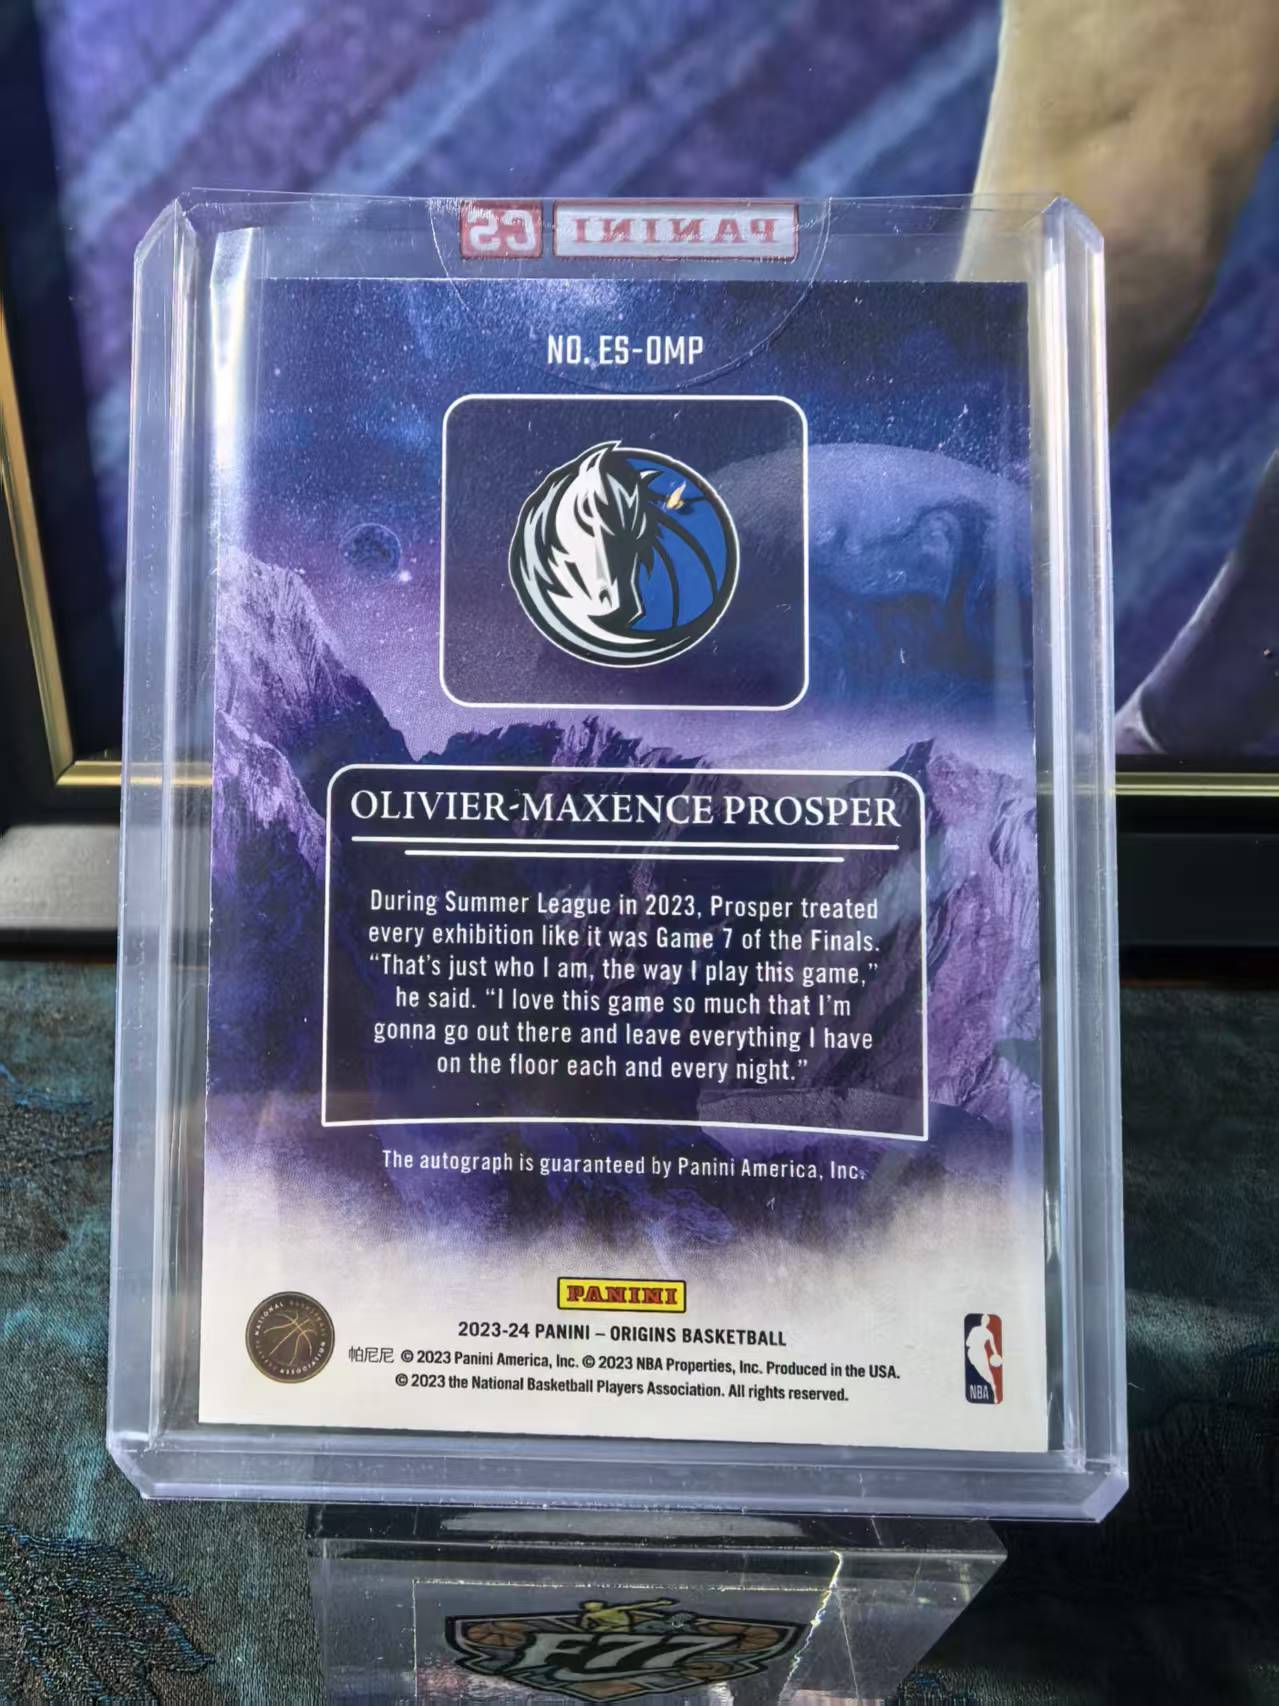 PANINI CS
NO. ES-OMP
OLIVIER-MAXENCE PROSPER
During Summer League in 2023, Prosper treated
every exhibition like it was Game 7 of the Finals.
“That’s just who I am, the way I play this game,”
he said. “I love this game so much that I’m
gonna go out there and leave everything I have
on the floor each and every night.”
The autograph is guaranteed by Panini America, Inc.
PANINI
2023-24 PANINI – ORIGINS BASKETBALL
帕尼尼 © 2023 Panini America, Inc. © 2023 NBA Properties, Inc. Produced in the USA.
© 2023 the National Basketball Players Association. All rights reserved.
NBA
F77